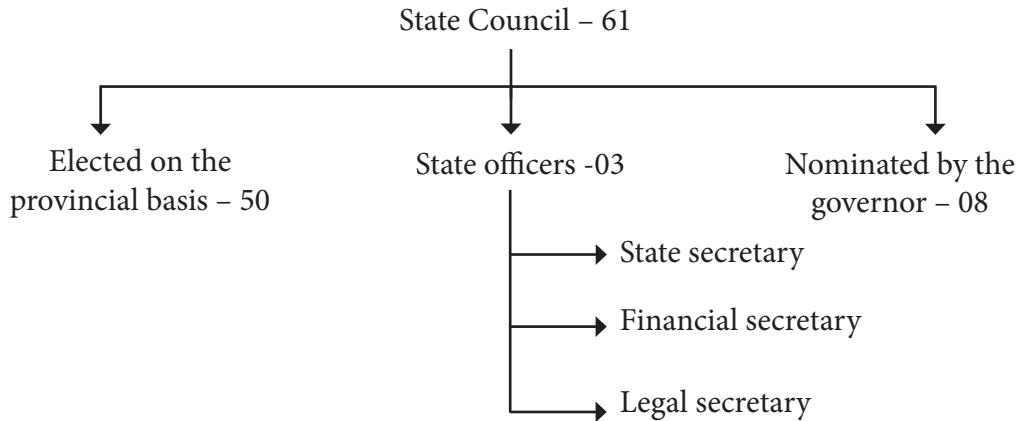 State Council – 61
Elected on the
provincial basis – 50
State officers -03
Nominated by the
governor – 08
State secretary
Financial secretary
Legal secretary